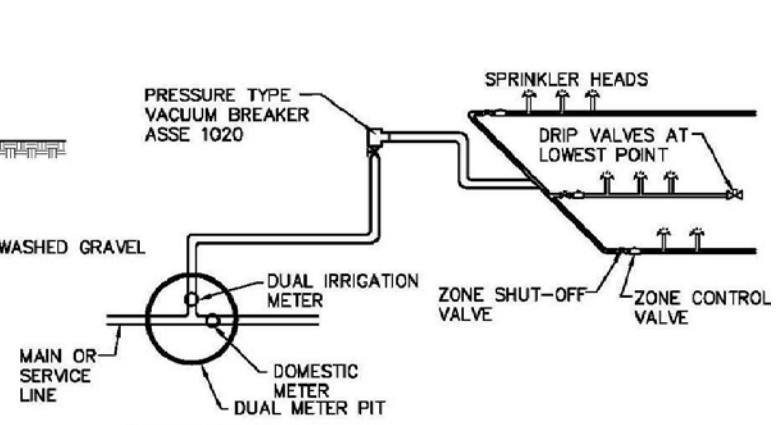 SPRINKLER HEADS
PRESSURE TYPE
VACUUM BREAKER
ASSE 1020
DRIP VALVES AT
LOWEST POINT
WASHED GRAVEL
DUAL IRRIGATION
METER
ZONE SHUT-OFF
VALVE
ZONE CONTROL
VALVE
MAIN OR
SERVICE
LINE
DOMESTIC
METER
DUAL METER PIT